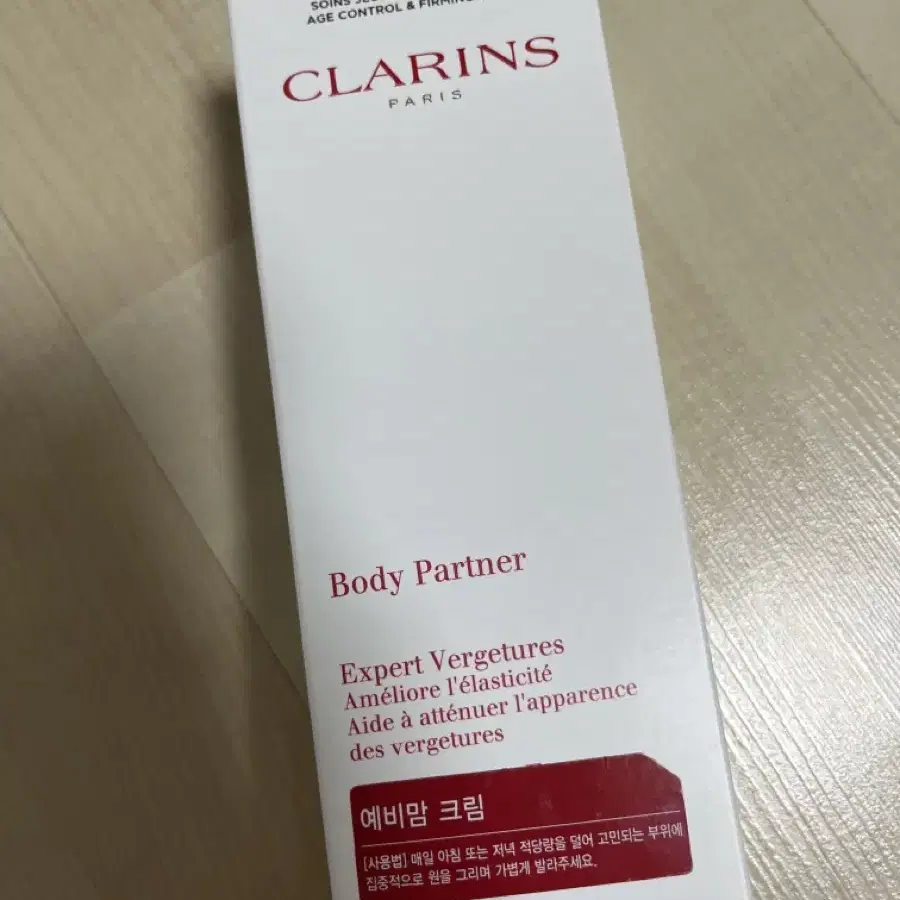 SOINS
AGE CONTROL & FIRMING
CLARINS
PARIS
Body Partner
Expert Vergetures
Améliore l'élasticité
Aide à atténuer l'apparence
des vergetures
예비맘 크림
[사용법] 매일 아침 또는 저녁 적당량을 덜어 고민되는 부위에
집중적으로 원을 그리며 가볍게 발라주세요.